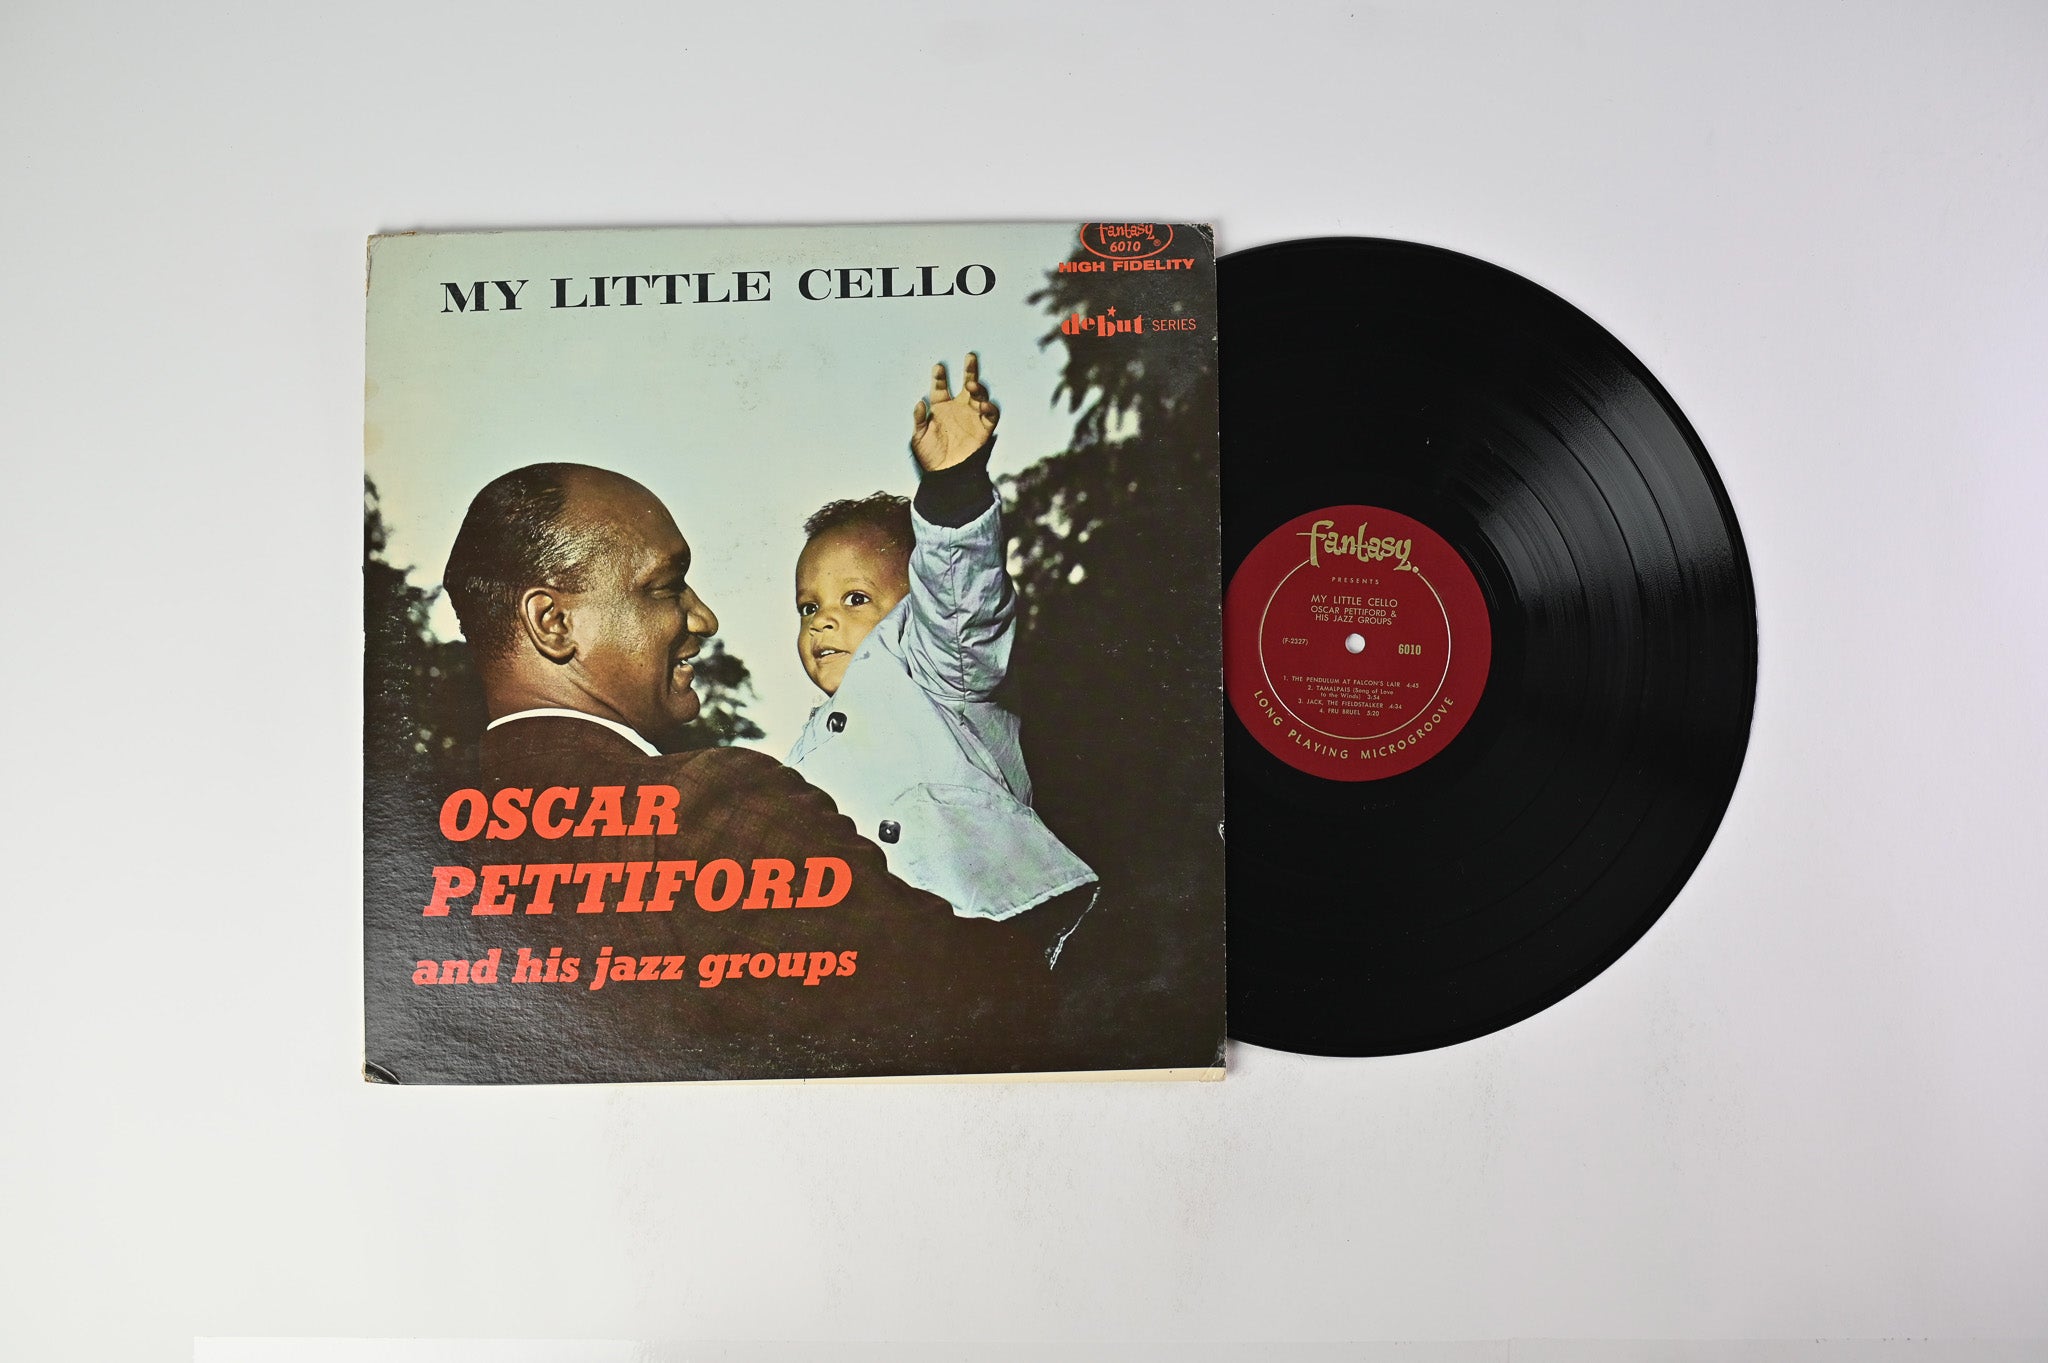 fantasy
6010 ®
HIGH FIDELITY
MY LITTLE CELLO
debut SERIES
OSCAR
PETTIFORD
and his jazz groups
fantasy
PRESENTS
MY LITTLE CELLO
OSCAR PETTIFORD &
HIS JAZZ GROUPS
(F-2327)
6010
1. THE PENDULUM AT FALCON'S LAIR 4:45
2. TAMALPAIS (Song of Love
to the Winds) 3:54
3. JACK, THE FIELDSTALKER 4:34
4. FRU BRUEL 5:20
LONG PLAYING MICROGROOVE